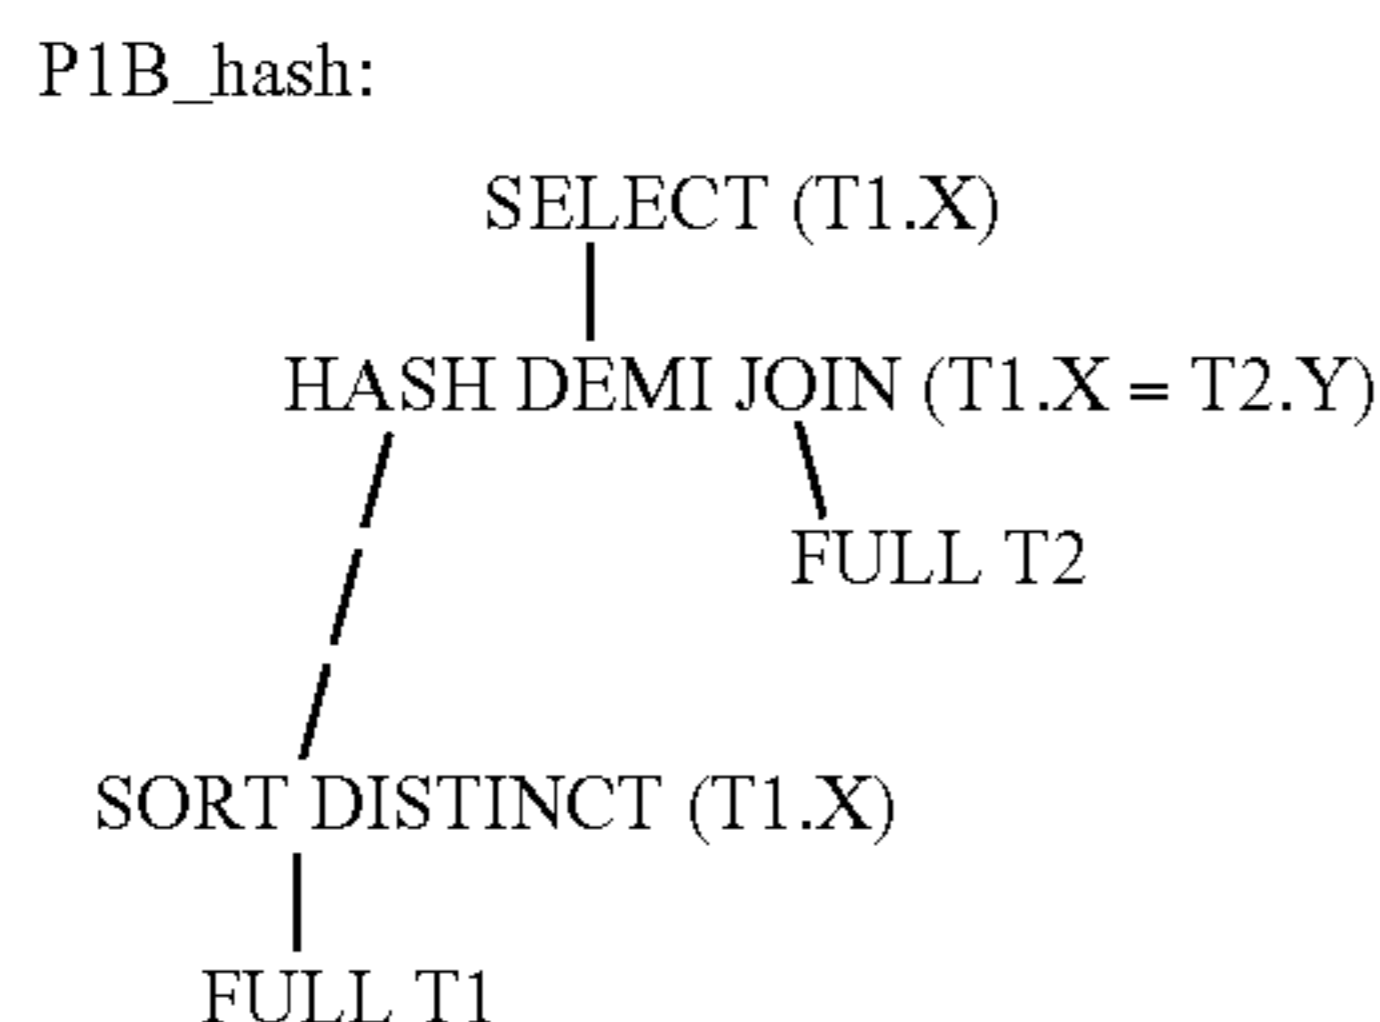 P1B_hash:
SELECT (T1.X)
HASH DEMI JOIN (T1.X = T2.Y)
FULL T2
SORT DISTINCT (T1.X)
FULL T1